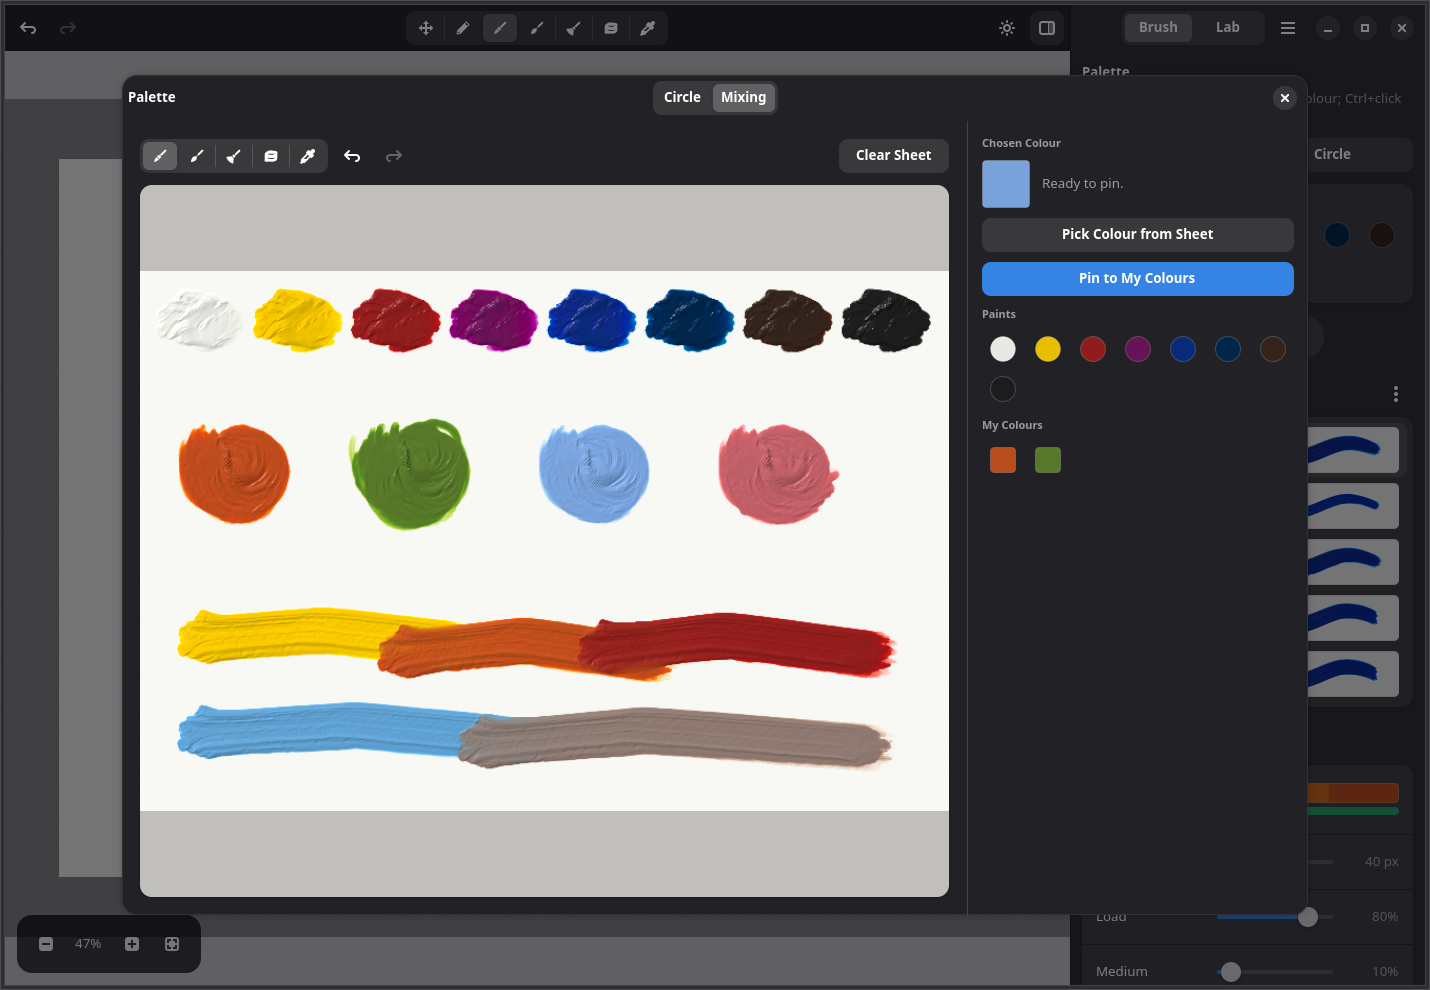 Brush Lab
Palette
olour; Ctrl+click
Palette
Circle Mixing
Clear Sheet
Chosen Colour
Ready to pin.
Pick Colour from Sheet
Pin to My Colours
Paints
My Colours
Circle
40 px
Load 80%
Medium 10%
47%